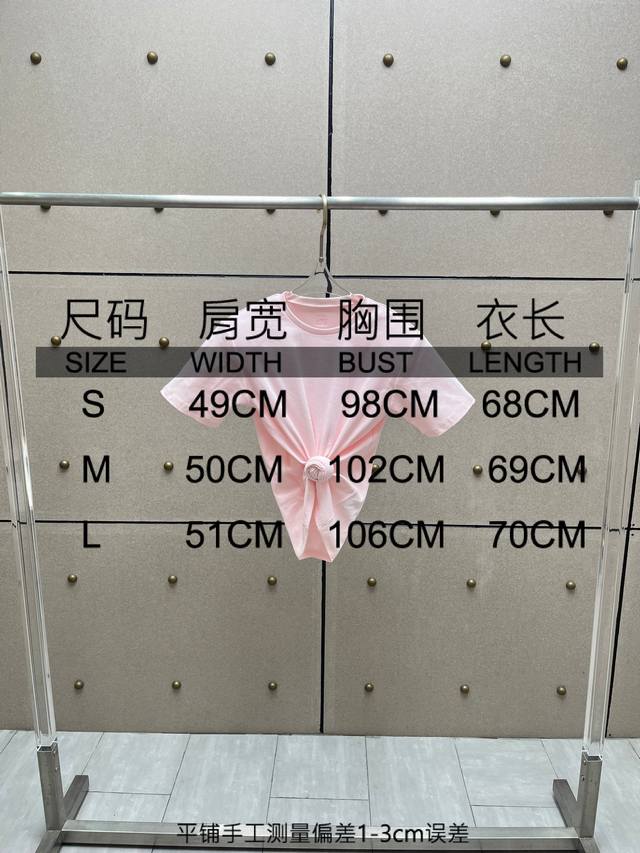 尺码 肩宽 胸围 衣长
SIZE WIDTH BUST LENGTH
S 49CM 98CM 68CM
M 50CM 102CM 69CM
L 51CM 106CM 70CM
平铺手工测量偏差1-3cm误差